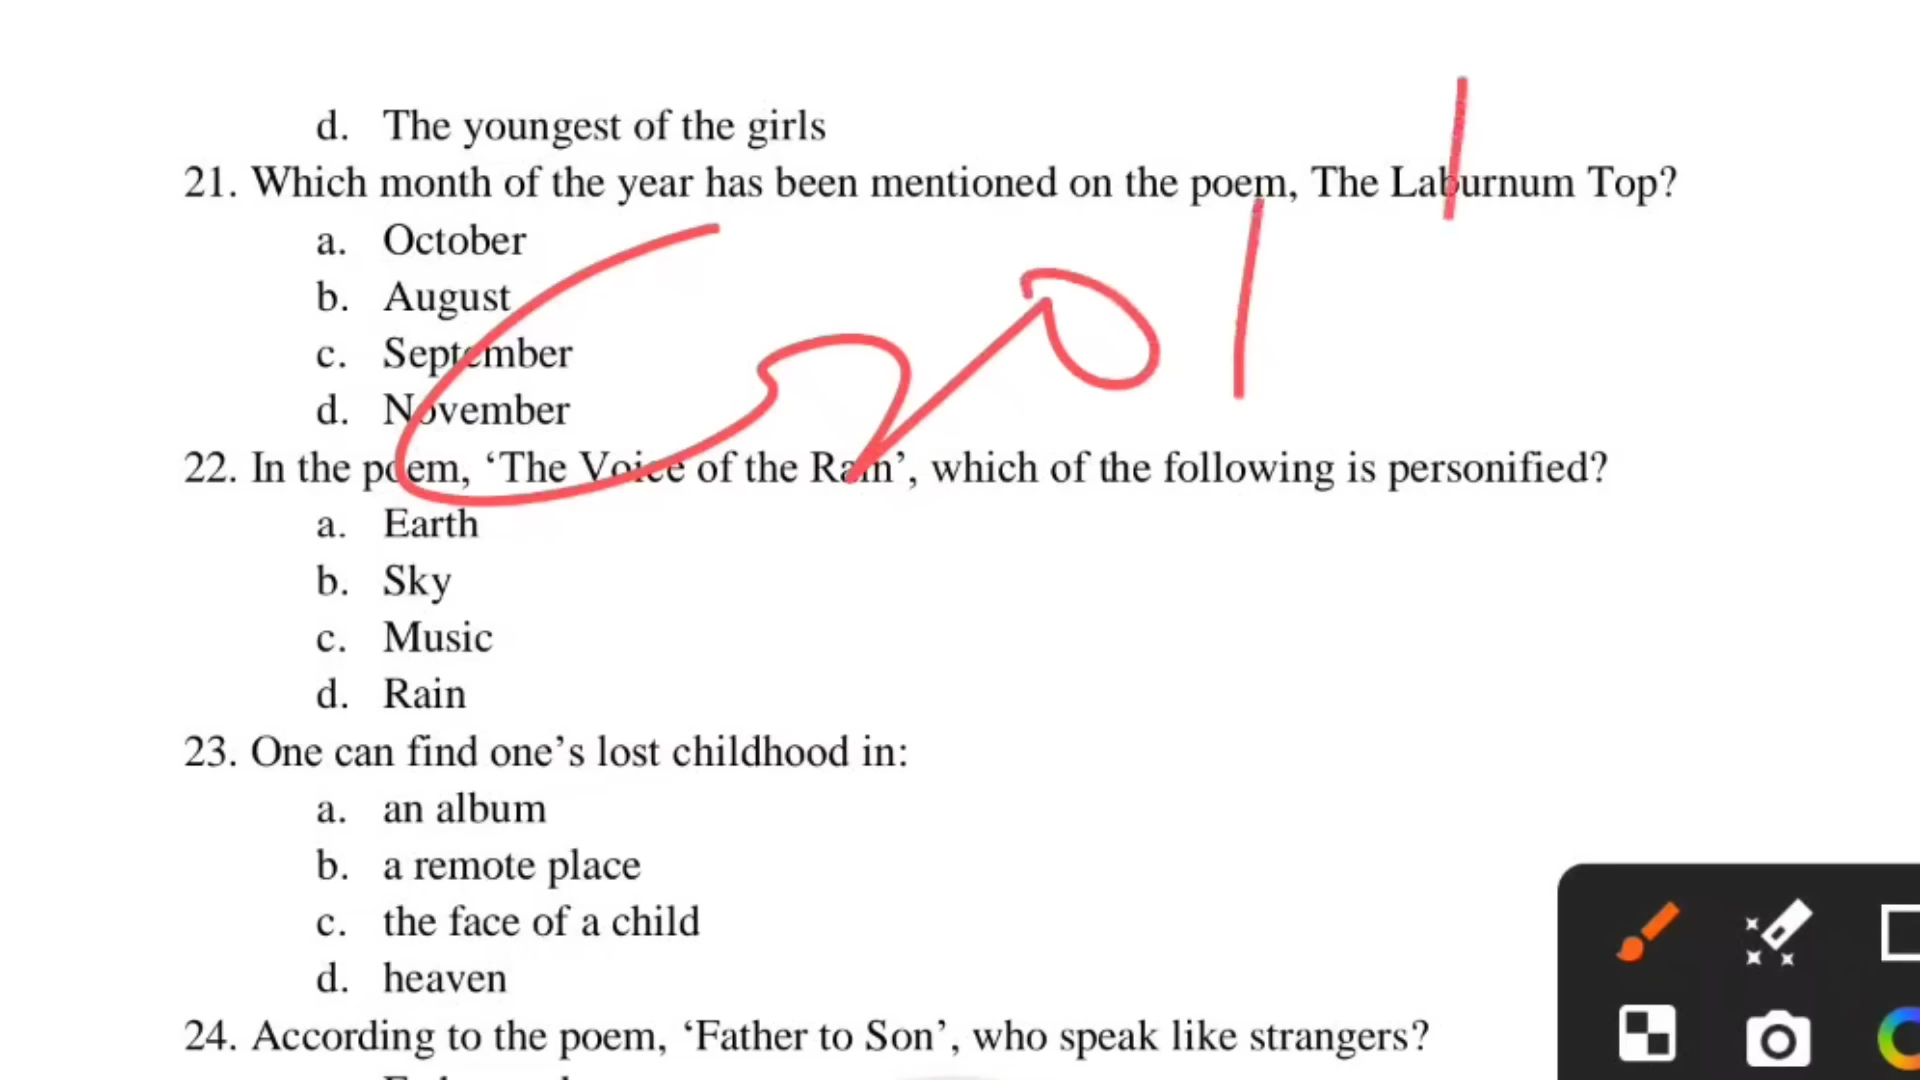 d. The youngest of the girls
21. Which month of the year has been mentioned on the poem, The Laburnum Top?
a. October
b. August
c. September
d. November
22. In the poem, ‘The Voice of the Rain’, which of the following is personified?
a. Earth
b. Sky
c. Music
d. Rain
23. One can find one’s lost childhood in:
a. an album
b. a remote place
c. the face of a child
d. heaven
24. According to the poem, ‘Father to Son’, who speak like strangers?